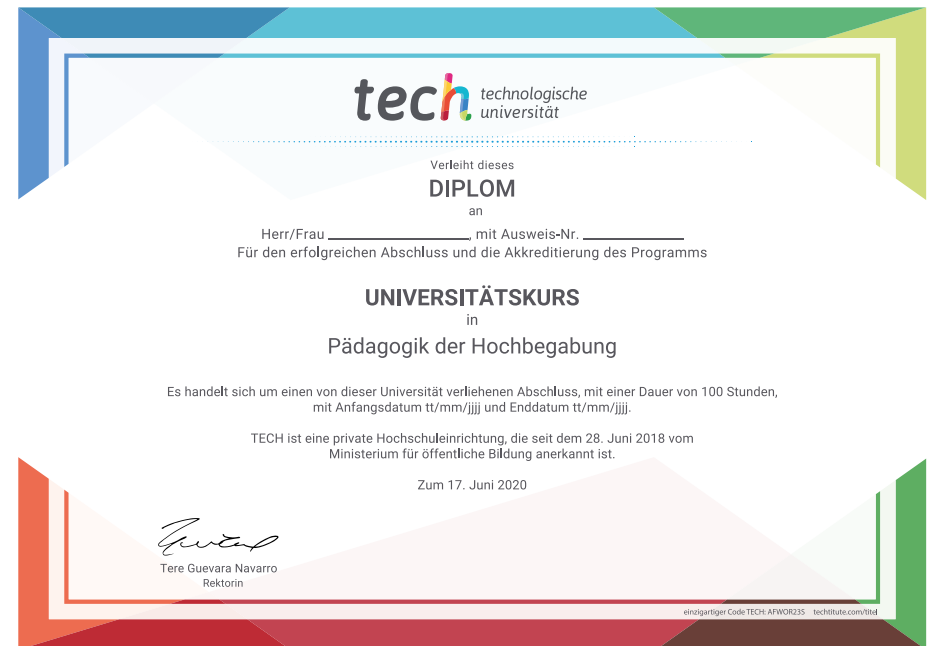 tech technologische
universität
Verleiht dieses
DIPLOM
an
Herr/Frau ____________________, mit Ausweis-Nr. ______________
Für den erfolgreichen Abschluss und die Akkreditierung des Programms
UNIVERSITÄTSKURS
in
Pädagogik der Hochbegabung
Es handelt sich um einen von dieser Universität verliehenen Abschluss, mit einer Dauer von 100 Stunden,
mit Anfangsdatum tt/mm/jjjj und Enddatum tt/mm/jjjj.
TECH ist eine private Hochschuleinrichtung, die seit dem 28. Juni 2018 vom
Ministerium für öffentliche Bildung anerkannt ist.
Zum 17. Juni 2020
Tere Guevara Navarro
Rektorin
einzigartiger Code TECH: AFWOR23S techtitute.com/titel